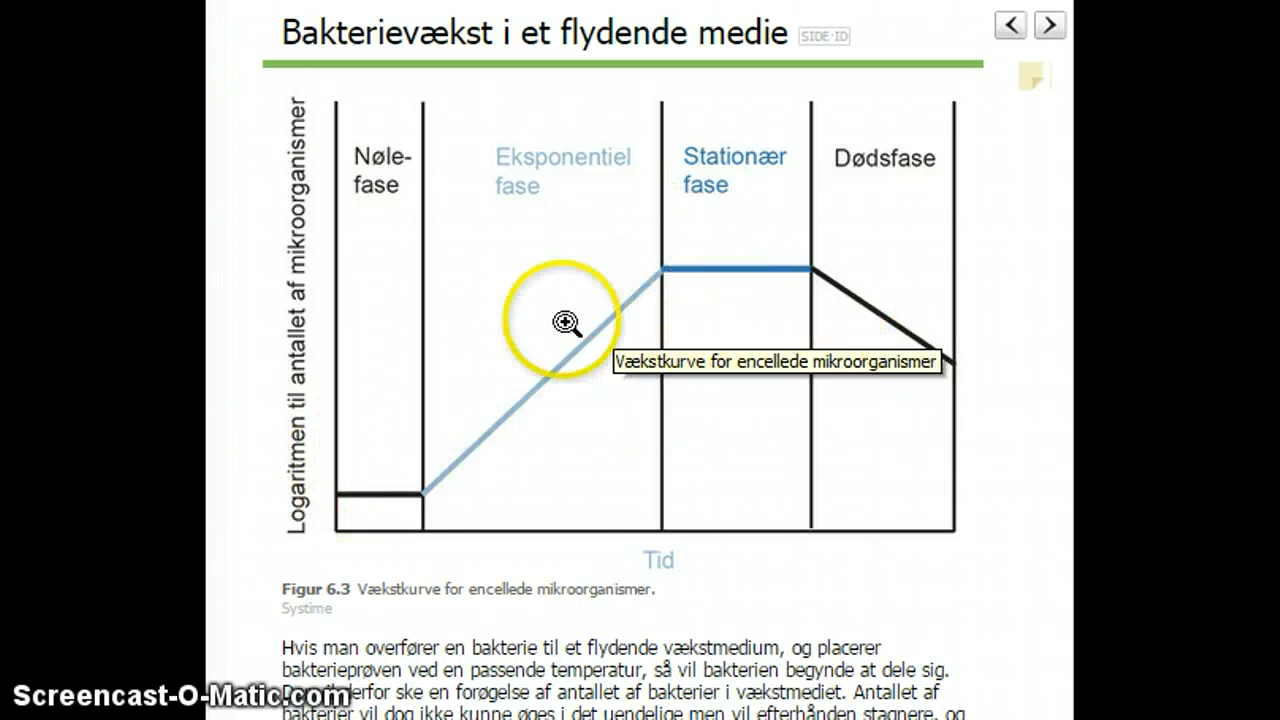 Bakterievækst i et flydende medie SIDE·ID
Logaritmen til antallet af mikroorganismer
Nøle-
fase
Eksponentiel
fase
Stationær
fase
Dødsfase
Vækstkurve for encellede mikroorganismer
Tid
Figur 6.3 Vækstkurve for encellede mikroorganismer.
Systime
Hvis man overfører en bakterie til et flydende vækstmedium, og placerer
bakterieprøven ved en passende temperatur, så vil bakterien begynde at dele sig.
ske en forøgelse af antallet af bakterier i vækstmediet. Antallet af
bakterier vil dog ikke kunne øges i det uendelige men vil efterhånden stagnere, og
Screencast-O-Matic.com